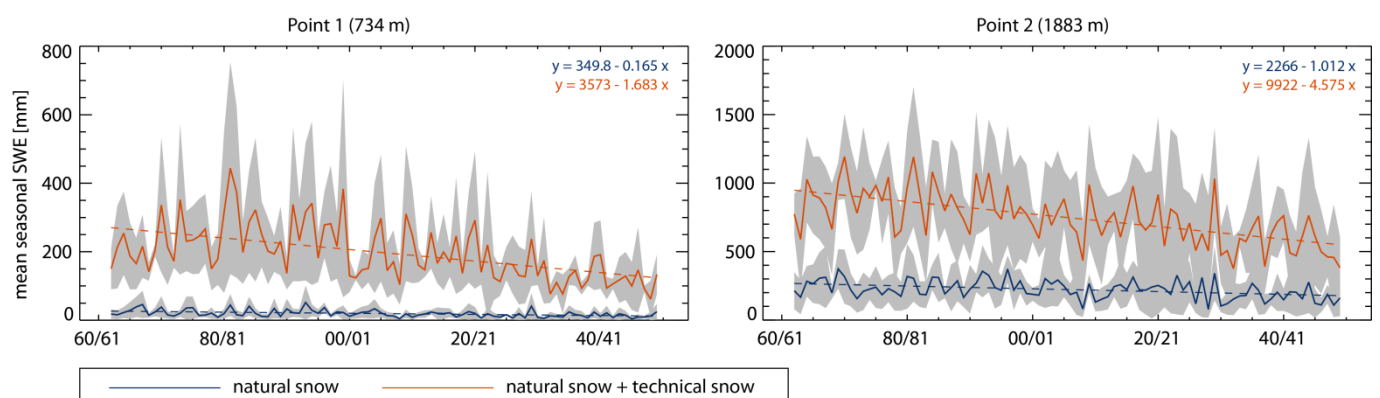 Point 1 (734 m)
Point 2 (1883 m)
mean seasonal SWE [mm]
800
600
400
200
0
y = 349.8 - 0.165 x
y = 3573 - 1.683 x
60/61 80/81 00/01 20/21 40/41
2000
1500
1000
500
0
y = 2266 - 1.012 x
y = 9922 - 4.575 x
60/61 80/81 00/01 20/21 40/41
natural snow natural snow + technical snow